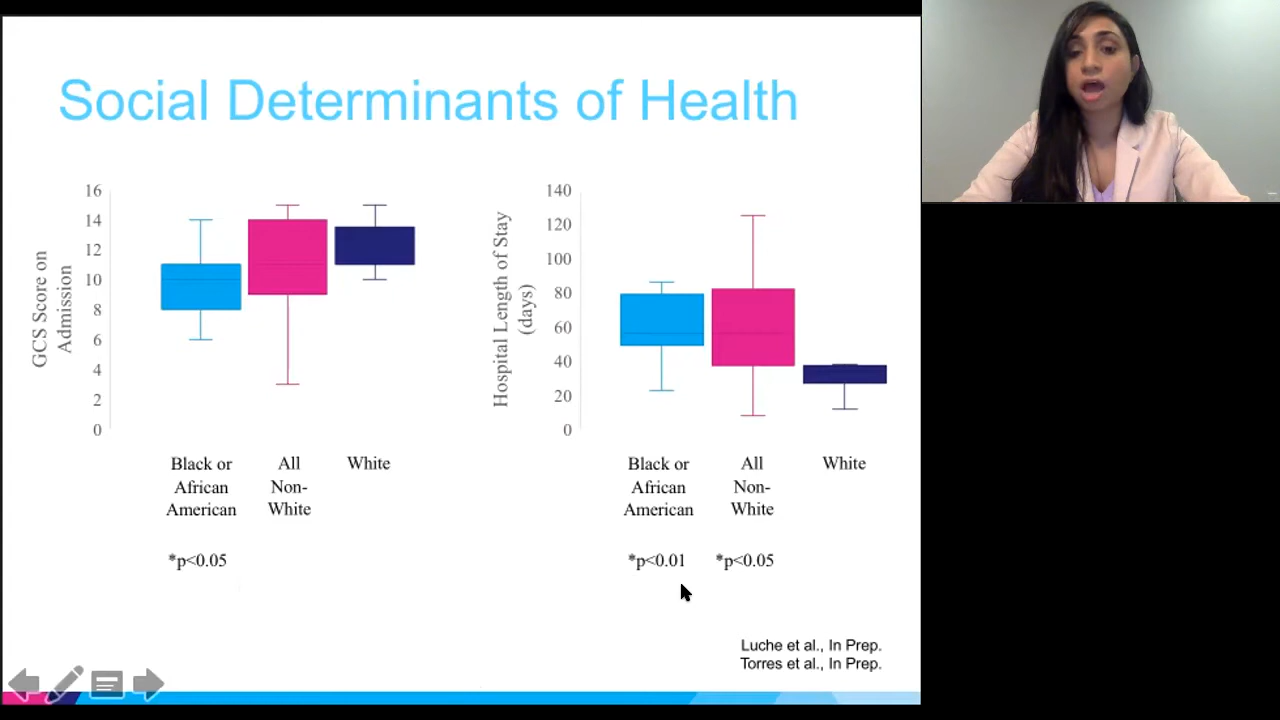 Social Determinants of Health
GCS Score on
Admission
16
14
12
10
8
6
4
2
0
Black or
African
American
All
Non-
White
White
*p<0.05
Hospital Length of Stay
(days)
140
120
100
80
60
40
20
0
Black or
African
American
All
Non-
White
White
*p<0.01
*p<0.05
Luche et al., In Prep.
Torres et al., In Prep.